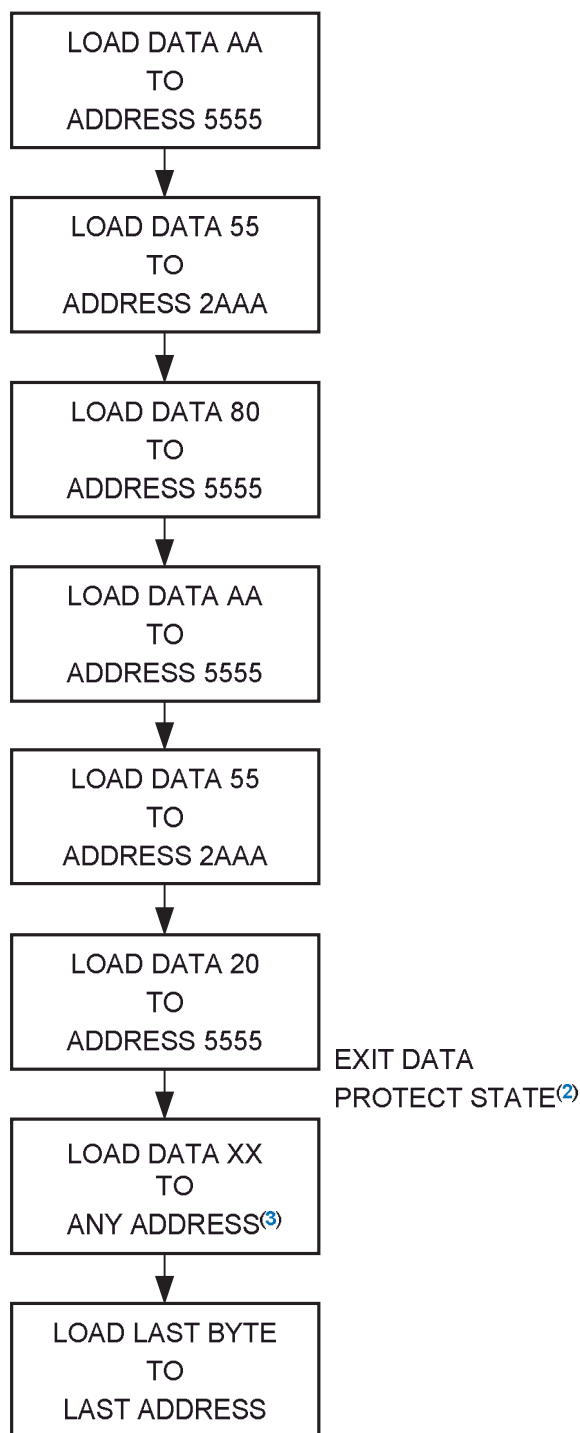 LOAD DATA AA
TO
ADDRESS 5555
LOAD DATA 55
TO
ADDRESS 2AAA
LOAD DATA 80
TO
ADDRESS 5555
LOAD DATA AA
TO
ADDRESS 5555
LOAD DATA 55
TO
ADDRESS 2AAA
LOAD DATA 20
TO
ADDRESS 5555
EXIT DATA
PROTECT STATE(2)
LOAD DATA XX
TO
ANY ADDRESS(3)
LOAD LAST BYTE
TO
LAST ADDRESS